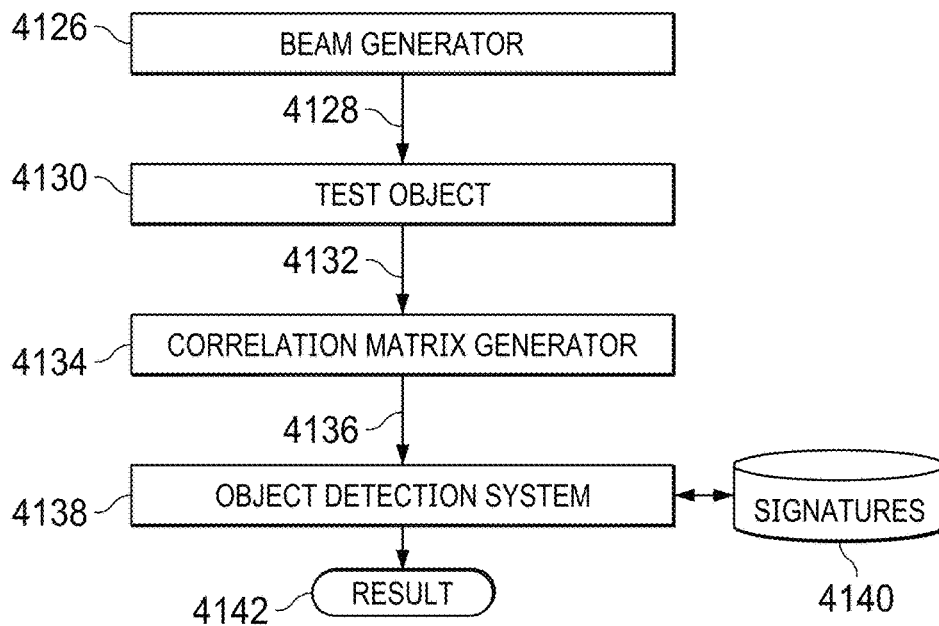 4126
BEAM GENERATOR
4128
4130
TEST OBJECT
4132
4134
CORRELATION MATRIX GENERATOR
4136
4138
OBJECT DETECTION SYSTEM
SIGNATURES
4140
4142
RESULT